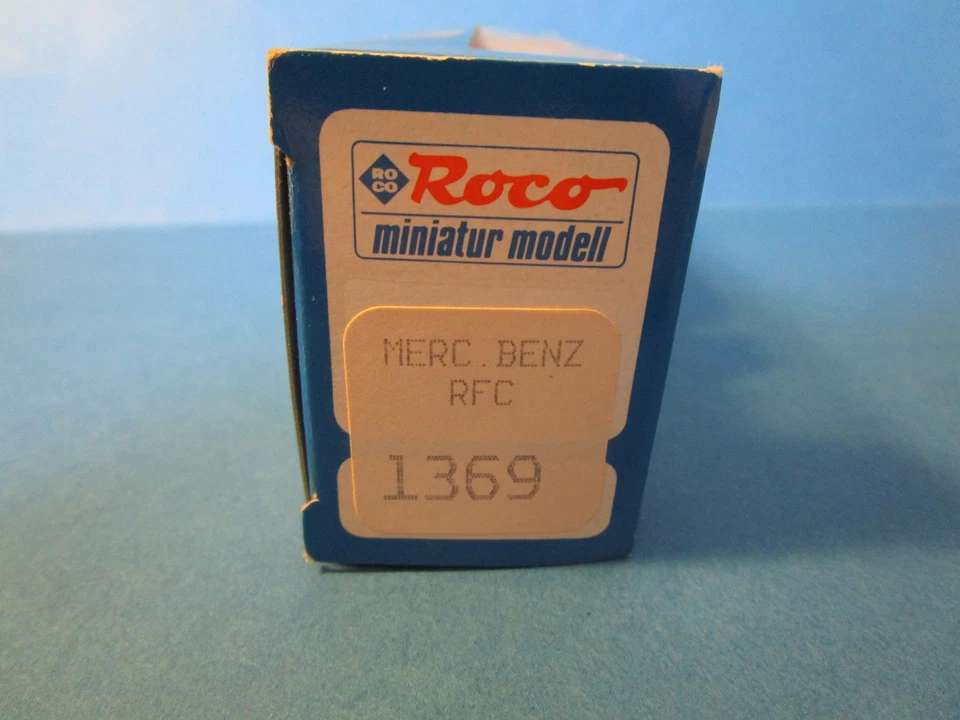 RO
CO
Roco
miniatur modell
MERC.BENZ
RFC
1369